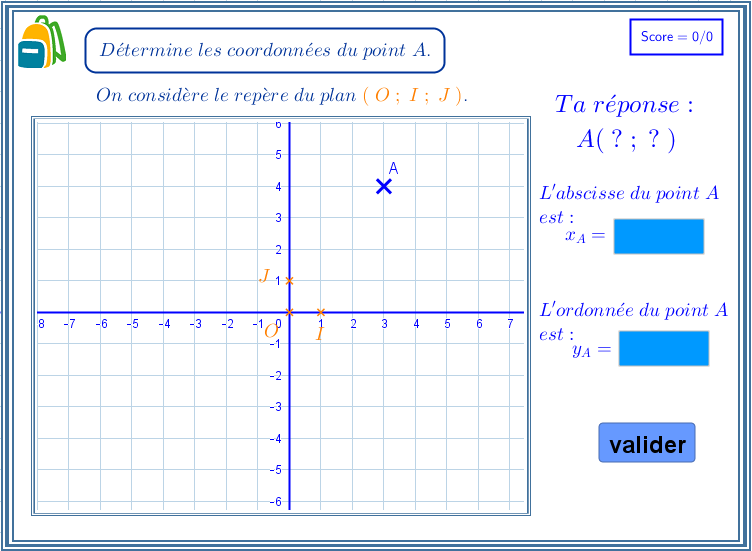 Détermine les coordonnées du point A.
Score = 0/0
On considère le repère du plan ( O ; I ; J ).
Ta réponse :
A( ? ; ? )
L'abscisse du point A
est :
x_A =
L'ordonnée du point A
est :
y_A =
valider
6
5
A
4
3
2
J
1
8 -7 -6 -5 -4 -3 -2 -1 0 1 2 3 4 5 6 7
O I
-1
-2
-3
-4
-5
-6